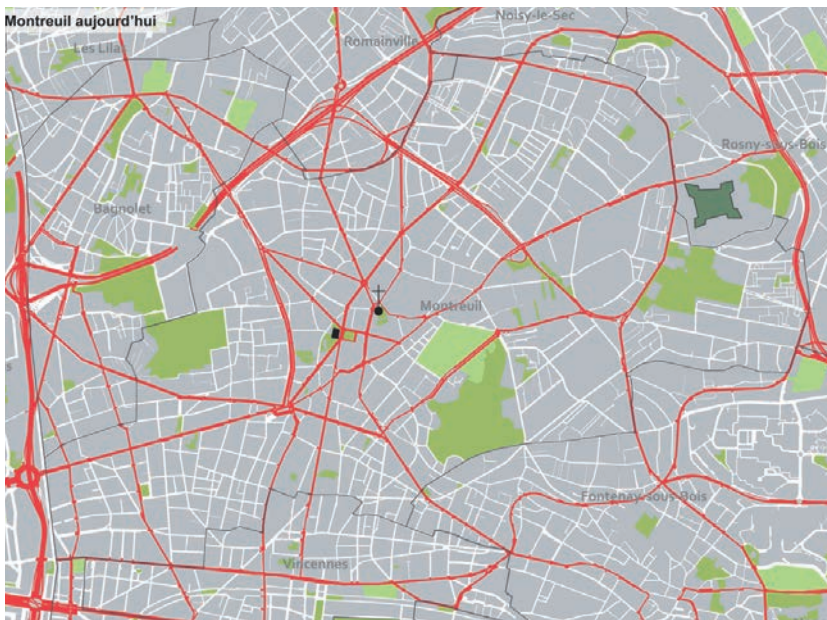 Montreuil aujourd'hui
Noisy-le-Sec
Les Lilas
Romainville
Rosny-sous-Bois
Bagnolet
Montreuil
Fontenay-sous-Bois
Vincennes